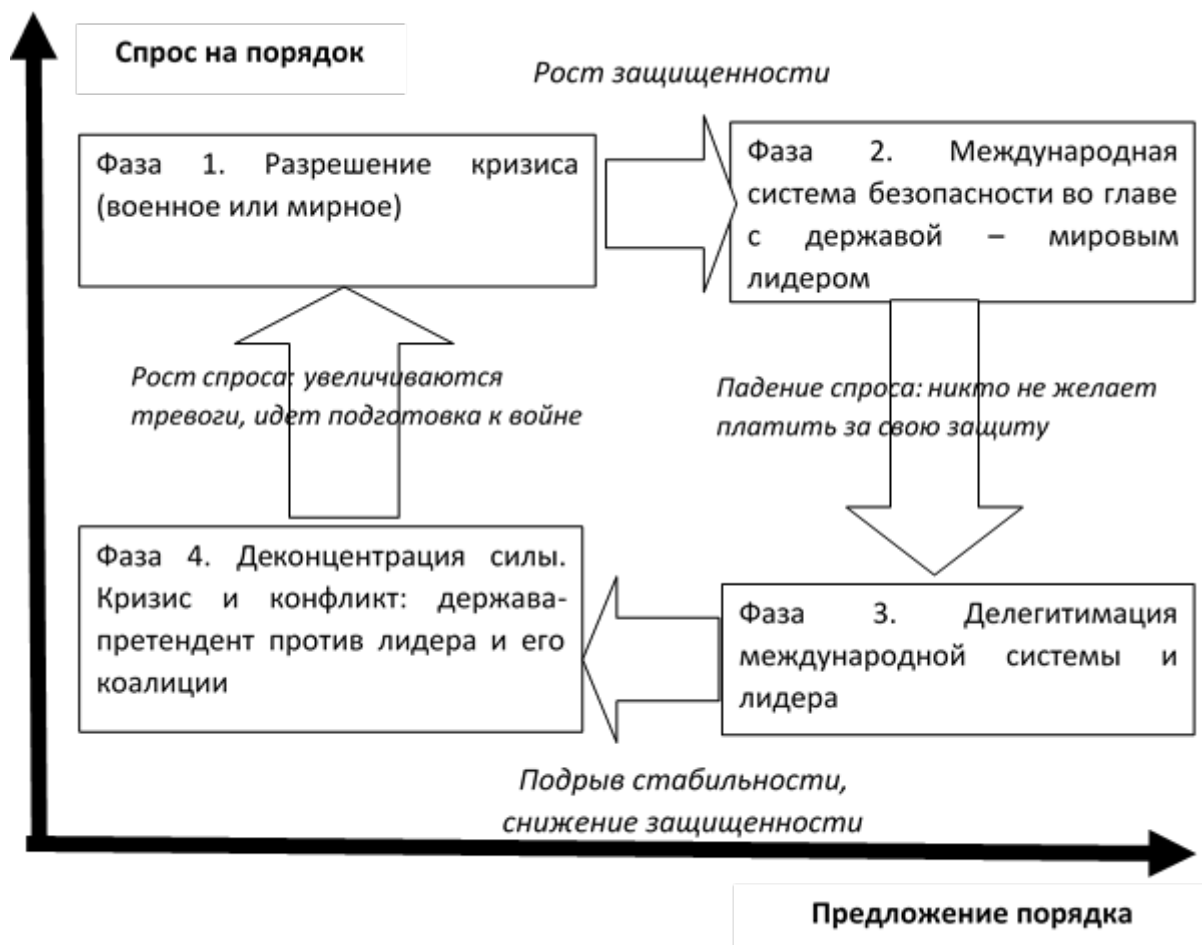 Спрос на порядок
Рост защищенности
Фаза 1. Разрешение кризиса
(военное или мирное)
Фаза 2. Международная
система безопасности во главе
с державой – мировым
лидером
Рост спроса: увеличиваются
тревоги, идет подготовка к войне
Падение спроса: никто не желает
платить за свою защиту
Фаза 4. Деконцентрация силы.
Кризис и конфликт: держава-
претендент против лидера и его
коалиции
Фаза 3. Делегитимация
международной системы и
лидера
Подрыв стабильности,
снижение защищенности
Предложение порядка